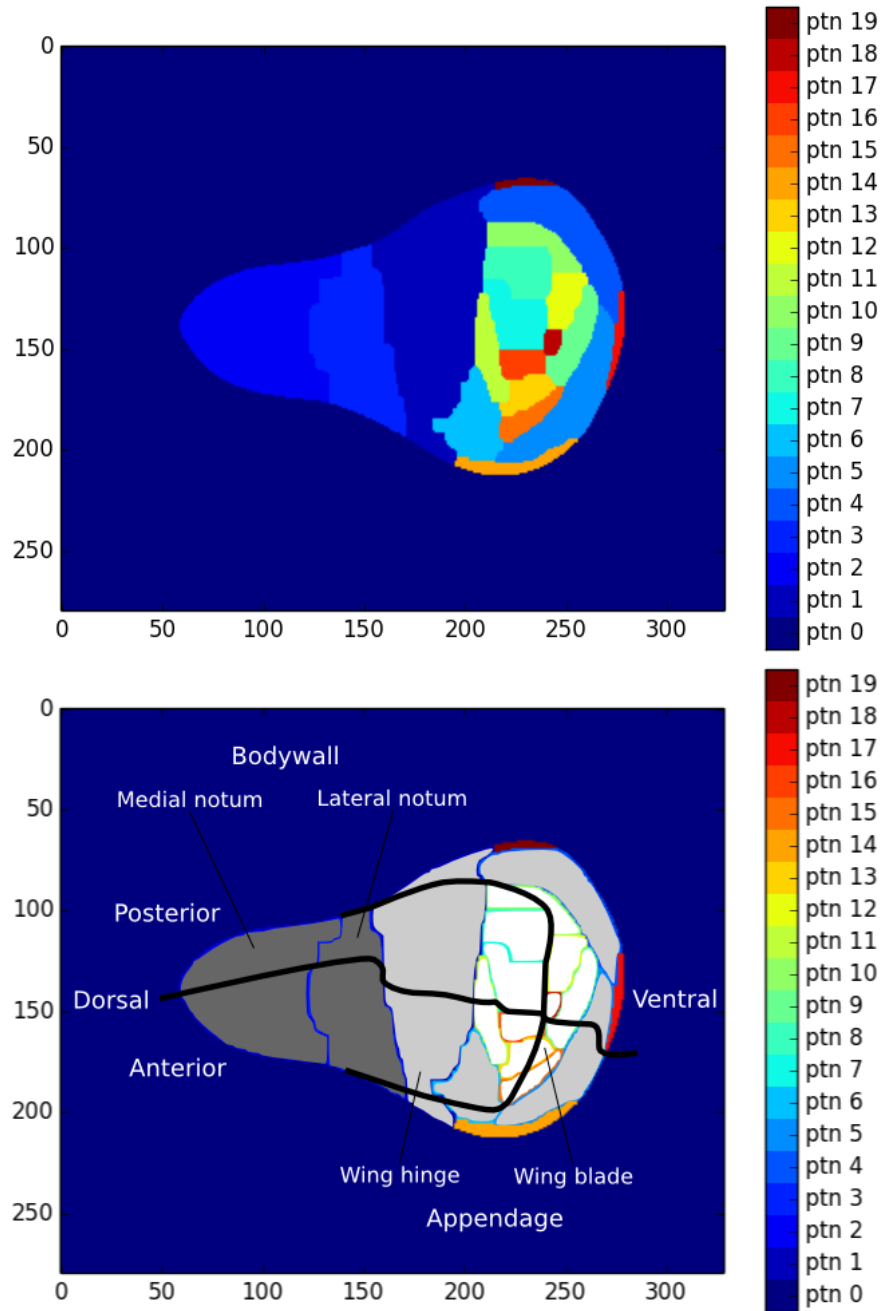 0
50
100
150
200
250
0 50 100 150 200 250 300
ptn 19
ptn 18
ptn 17
ptn 16
ptn 15
ptn 14
ptn 13
ptn 12
ptn 11
ptn 10
ptn 9
ptn 8
ptn 7
ptn 6
ptn 5
ptn 4
ptn 3
ptn 2
ptn 1
ptn 0
0
50
100
150
200
250
0 50 100 150 200 250 300
Bodywall
Medial notum Lateral notum
Posterior
Dorsal Ventral
Anterior
Wing hinge Wing blade
Appendage
ptn 19
ptn 18
ptn 17
ptn 16
ptn 15
ptn 14
ptn 13
ptn 12
ptn 11
ptn 10
ptn 9
ptn 8
ptn 7
ptn 6
ptn 5
ptn 4
ptn 3
ptn 2
ptn 1
ptn 0